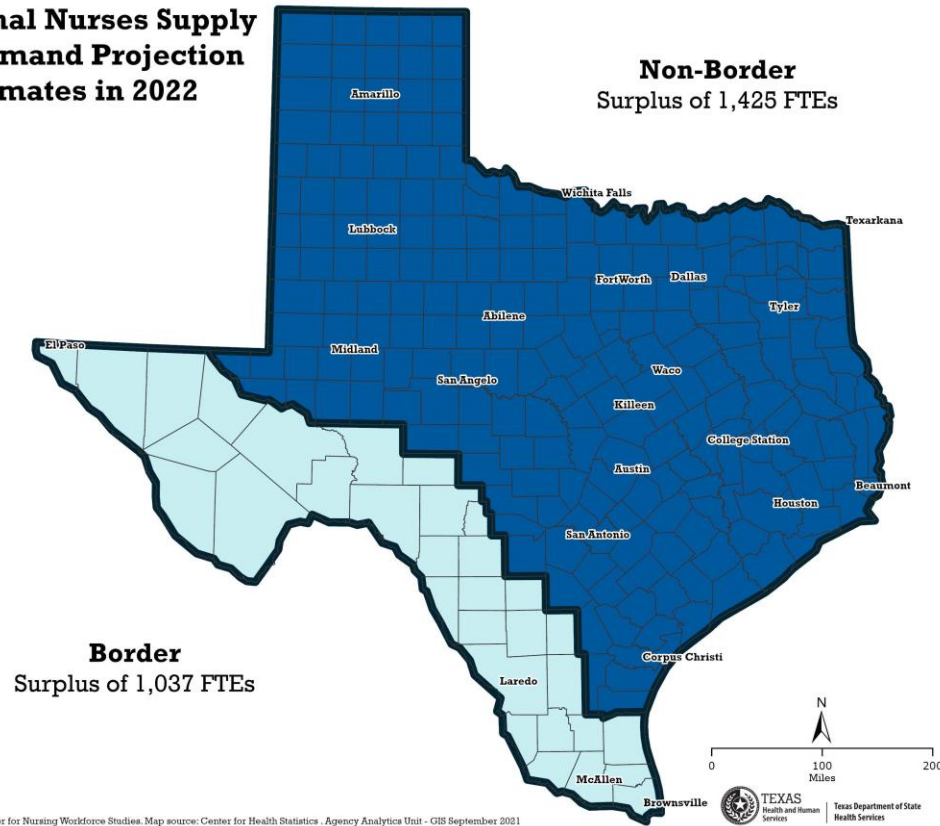 nal Nurses Supply
mand Projection
mates in 2022
Non-Border
Surplus of 1,425 FTEs
Amarillo
Wichita Falls
Texarkana
Lubbock
Fort Worth
Dallas
Tyler
Abilene
El Paso
Midland
San Angelo
Waco
Killeen
College Station
Austin
Beaumont
Houston
San Antonio
Border
Surplus of 1,037 FTEs
Corpus Christi
Laredo
N
0 100 200
Miles
McAllen
Brownsville
TEXAS
Health and Human
Services
Texas Department of State
Health Services
er for Nursing Workforce Studies. Map source: Center for Health Statistics . Agency Analytics Unit - GIS September 2021